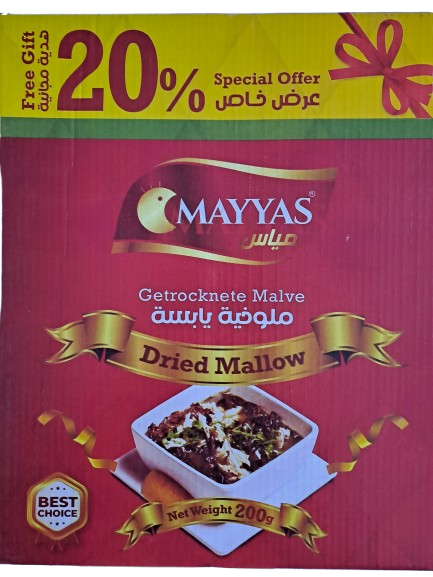 Free Gift
هدية مجانية
20%
Special Offer
عرض خاص
MAYYAS®
مياس
Getrocknete Malve
ملوخية يابسة
Dried Mallow
BEST
CHOICE
Net Weight 200g